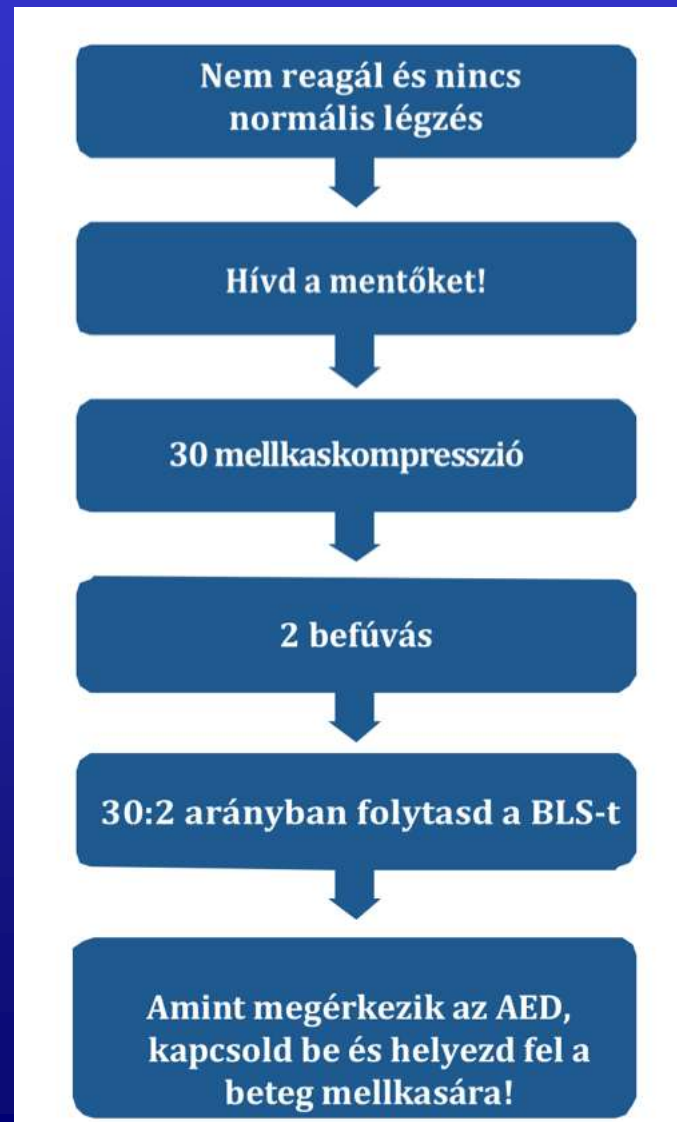 Nem reagál és nincs
normális légzés
Hívd a mentőket!
30 mellkaskompresszió
2 befúvás
30:2 arányban folytasd a BLS-t
Amint megérkezik az AED,
kapcsold be és helyezd fel a
beteg mellkasára!